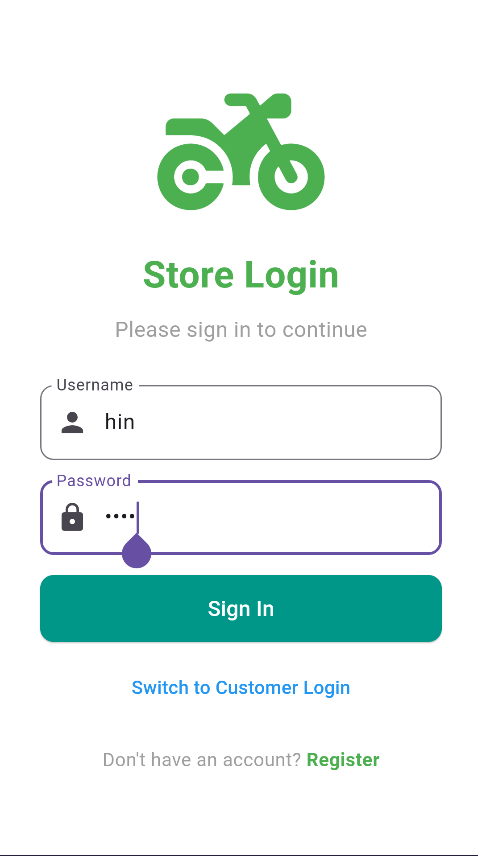 Store Login
Please sign in to continue
Username
hin
Password
••••
Sign In
Switch to Customer Login
Don't have an account? Register